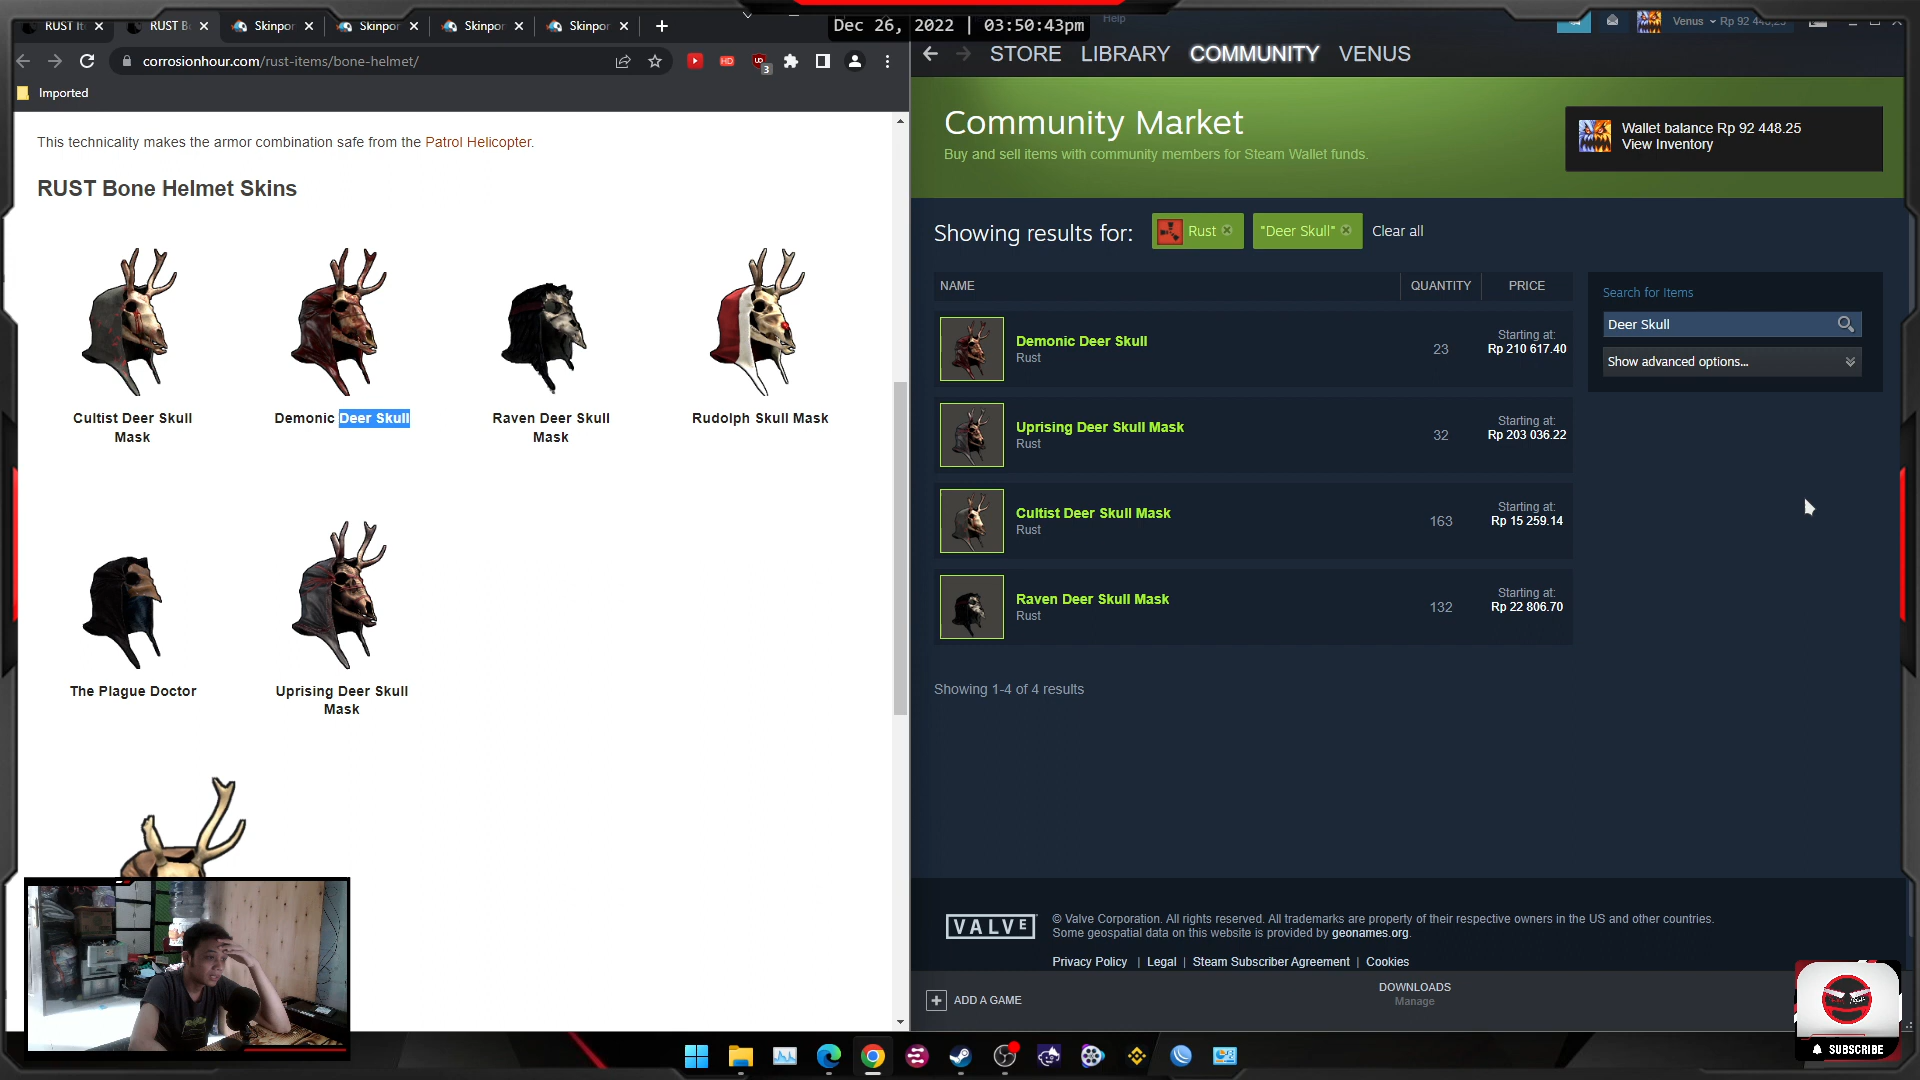 RUST It
RUST B
Skinpor
Skinpor
Skinpor
Skinpor
Dec 26, 2022 | 03:50:43pm
Help
Venus
corrosionhour.com/rust-items/bone-helmet/
HD
3
Imported
STORE LIBRARY COMMUNITY VENUS
This technicality makes the armor combination safe from the Patrol Helicopter.
RUST Bone Helmet Skins
Cultist Deer Skull
Mask
Demonic Deer Skull
Raven Deer Skull
Mask
Rudolph Skull Mask
The Plague Doctor
Uprising Deer Skull
Mask
Community Market
Buy and sell items with community members for Steam Wallet funds.
Wallet balance Rp 92 448.25
View Inventory
Showing results for:
Rust
"Deer Skull"
Clear all
NAME QUANTITY PRICE
Demonic Deer Skull
Rust
23
Starting at:
Rp 210 617.40
Uprising Deer Skull Mask
Rust
32
Starting at:
Rp 203 036.22
Cultist Deer Skull Mask
Rust
163
Starting at:
Rp 15 259.14
Raven Deer Skull Mask
Rust
132
Starting at:
Rp 22 806.70
Showing 1-4 of 4 results
Search for Items
Deer Skull
Show advanced options...
VALVE
© Valve Corporation. All rights reserved. All trademarks are property of their respective owners in the US and other countries.
Some geospatial data on this website is provided by geonames.org.
Privacy Policy | Legal | Steam Subscriber Agreement | Cookies
ADD A GAME
DOWNLOADS
Manage
SUBSCRIBE